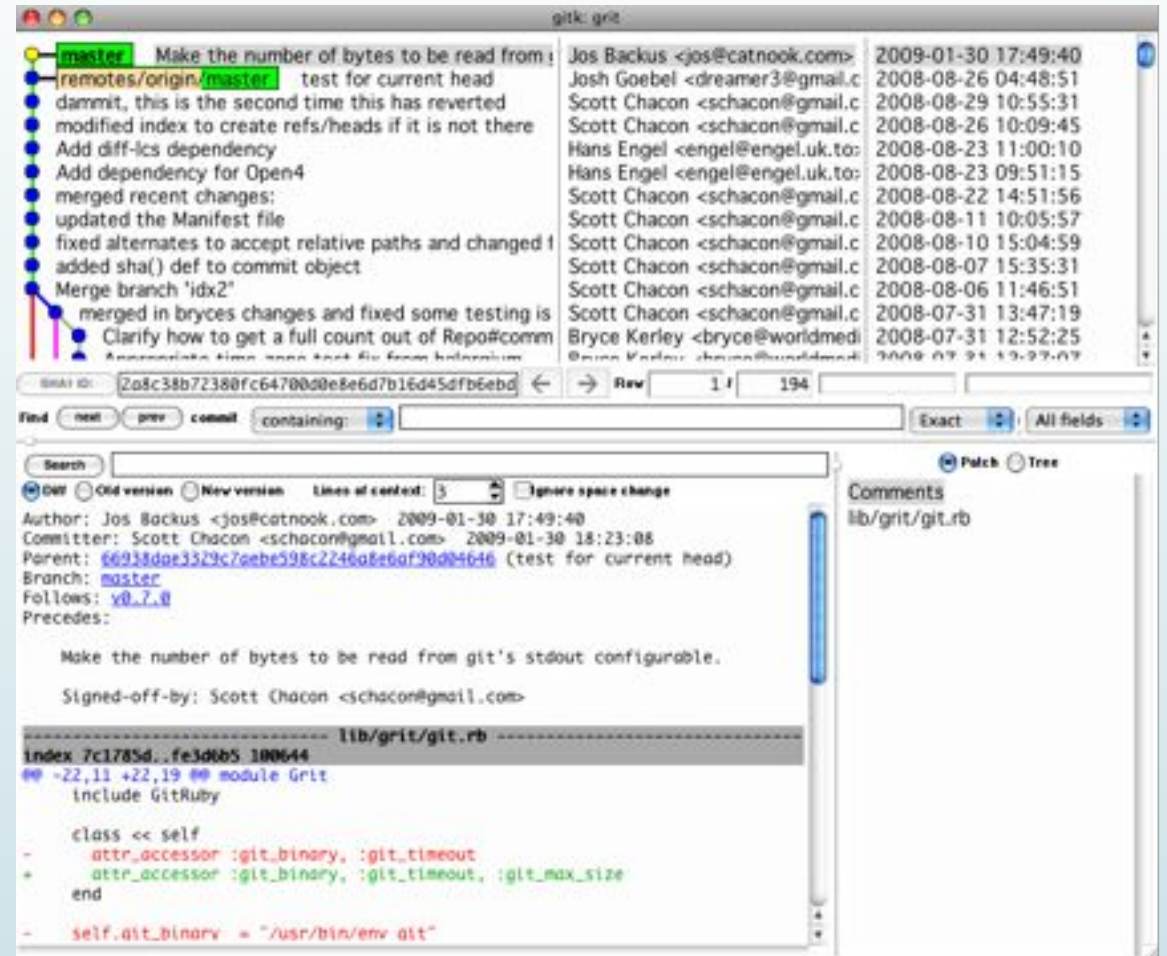 gitk: grit
master Make the number of bytes to be read from g Jos Backus <jos@catnook.com> 2009-01-30 17:49:40
remotes/origin/master test for current head Josh Goebel <dreamer3@gmail.c 2008-08-26 04:48:51
dammit, this is the second time this has reverted Scott Chacon <schacon@gmail.c 2008-08-29 10:55:31
modified index to create refs/heads if it is not there Scott Chacon <schacon@gmail.c 2008-08-26 10:09:45
Add diff-lcs dependency Hans Engel <engel@engel.uk.to> 2008-08-23 11:00:10
Add dependency for Open4 Hans Engel <engel@engel.uk.to> 2008-08-23 09:51:15
merged recent changes: Scott Chacon <schacon@gmail.c 2008-08-22 14:51:56
updated the Manifest file Scott Chacon <schacon@gmail.c 2008-08-11 10:05:57
fixed alternates to accept relative paths and changed f Scott Chacon <schacon@gmail.c 2008-08-10 15:04:59
added sha() def to commit object Scott Chacon <schacon@gmail.c 2008-08-07 15:35:31
Merge branch 'idx2' Scott Chacon <schacon@gmail.c 2008-08-06 11:46:51
merged in bryces changes and fixed some testing is Scott Chacon <schacon@gmail.c 2008-07-31 13:47:19
Clarify how to get a full count out of Repo#comm Bryce Kerley <bryce@worldmedi 2008-07-31 12:52:25
SHA1 ID: 2a8c38b72380fc64700d0e8e6d7b16d45dfb6ebd ← → Row 1 / 194
Find next prev commit containing: Exact All fields
Search Patch Tree
Diff Old version New version Lines of context: 3 Ignore space change
Comments
lib/grit/git.rb
Author: Jos Backus <jos@catnook.com> 2009-01-30 17:49:40
Committer: Scott Chacon <schacon@gmail.com> 2009-01-30 18:23:08
Parent: 66938dae3329c7aebe598c2246a8e6af90d04646 (test for current head)
Branch: master
Follows: v0.7.0
Precedes:
Make the number of bytes to be read from git's stdout configurable.
Signed-off-by: Scott Chacon <schacon@gmail.com>
------------------------------ lib/grit/git.rb ------------------------------
index 7c1785d..fe3d6b5 100644
@@ -22,11 +22,19 @@ module Grit
include GitRuby
class << self
- attr_accessor :git_binary, :git_timeout
+ attr_accessor :git_binary, :git_timeout, :git_max_size
end
- self.git_binary = "/usr/bin/env git"